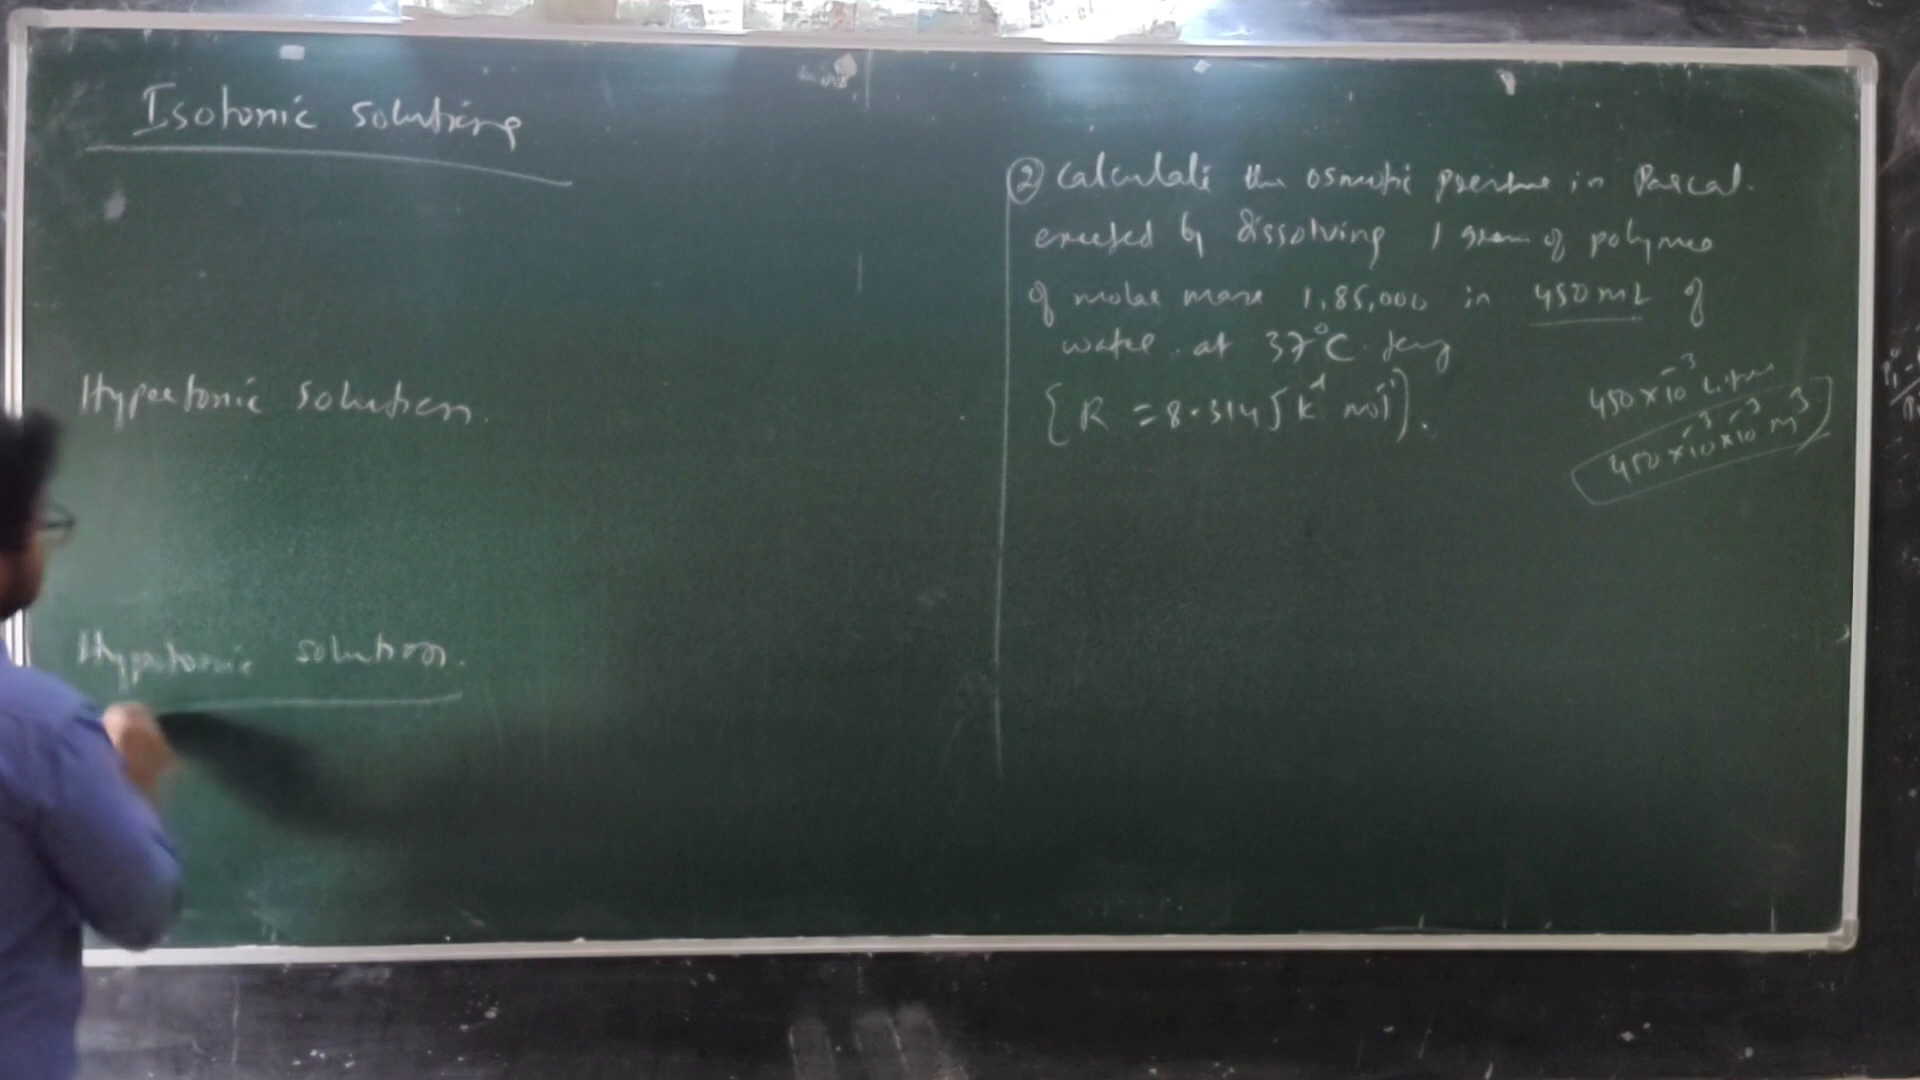 Isotonic solutions
Hypertonic solution.
Hypotonic solution.
② Calculate the osmotic pressure in Pascal.
exerted by dissolving 1 gram of polymer
of molar mass 1,85,000 in 450 mL of
water at 37°C
{R = 8.314 J K⁻¹ mol⁻¹}.
450 × 10⁻³ Litre
450 × 10⁻³ × 10⁻³ m³